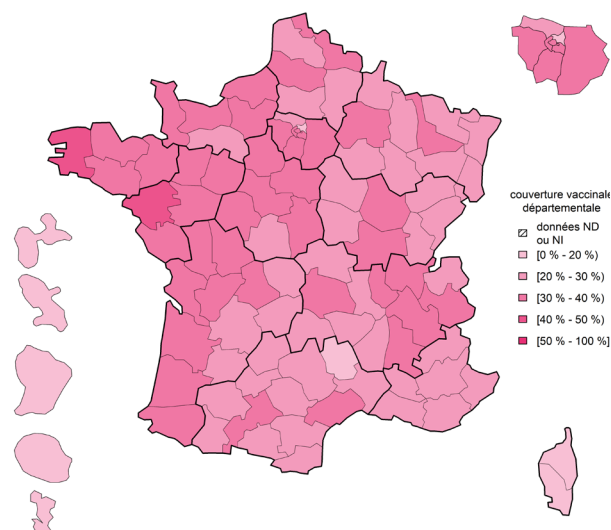 couverture vaccinale
départementale
données ND
ou NI
[0 % - 20 %)
[20 % - 30 %)
[30 % - 40 %)
[40 % - 50 %)
[50 % - 100 %]